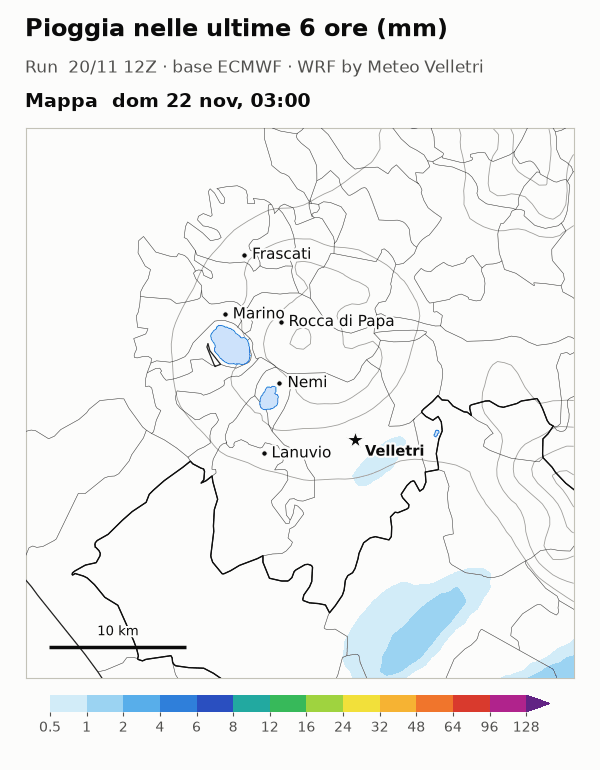 Pioggia nelle ultime 6 ore (mm)
Run  20/11 12Z · base ECMWF · WRF by Meteo Velletri
Mappa  dom 22 nov, 03:00
Frascati
Marino
Rocca di Papa
Nemi
Velletri
Lanuvio
10 km
0.5 1 2 4 6 8 12 16 24 32 48 64 96 128